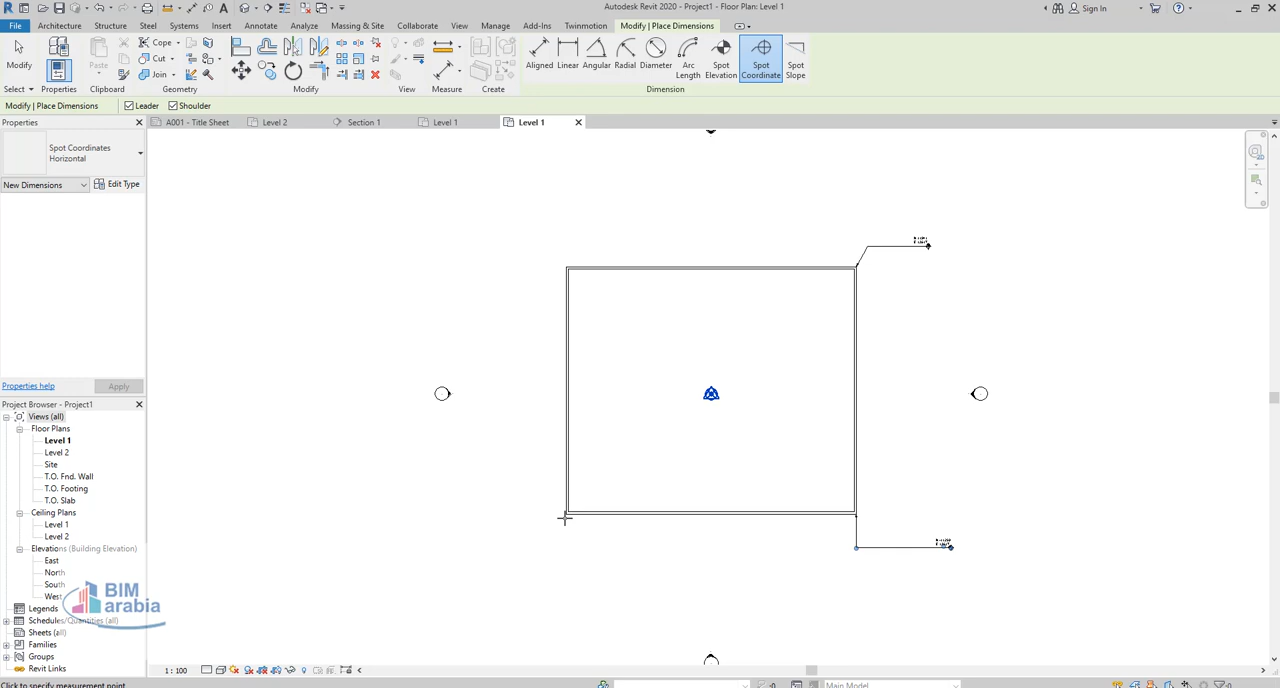 Autodesk Revit 2020 - Project1 - Floor Plan: Level 1
Sign In
File Architecture Structure Steel Systems Insert Annotate Analyze Massing & Site Collaborate View Manage Add-Ins Twinmotion Modify | Place Dimensions
Modify
Paste
Cope
Cut
Join
Aligned Linear Angular Radial Diameter Arc Length Spot Elevation Spot Coordinate Spot Slope
Select Properties Clipboard Geometry Modify View Measure Create Dimension
Modify | Place Dimensions Leader Shoulder
Properties
A001 - Title Sheet Level 2 Section 1 Level 1 Level 1
Spot Coordinates
Horizontal
New Dimensions Edit Type
Properties help Apply
Project Browser - Project1
Views (all)
Floor Plans
Level 1
Level 2
Site
T.O. Fnd. Wall
T.O. Footing
T.O. Slab
Ceiling Plans
Level 1
Level 2
Elevations (Building Elevation)
East
North
South
West
BIM
arabia
Legends
Schedules/Quantities (all)
Sheets (all)
Families
Groups
Revit Links
1 : 100
Click to specify measurement point
Main Model